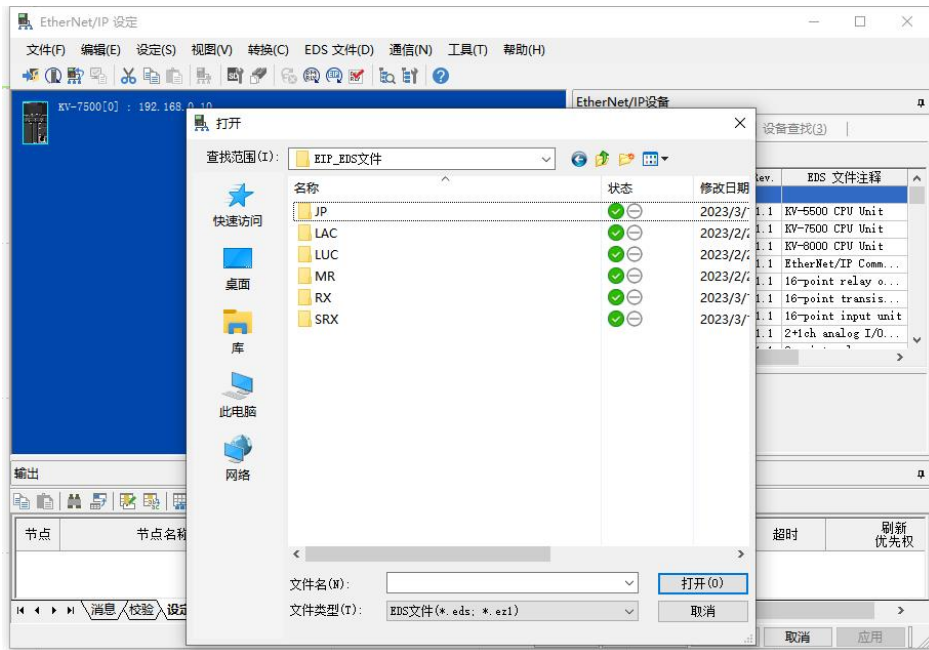 EtherNet/IP 设定
文件(F) 编辑(E) 设定(S) 视图(V) 转换(C) EDS 文件(D) 通信(N) 工具(T) 帮助(H)
KV-7500[0] : 192.168.0.10
EtherNet/IP设备
设备查找(3)
打开
查找范围(I):
EIP_EDS文件
名称
状态
修改日期
快速访问
桌面
库
此电脑
网络
JP 2023/3/
LAC 2023/2/2
LUC 2023/2/2
MR 2023/2/2
RX 2023/3/
SRX 2023/3/
Rev. EDS 文件注释
1.1 KV-5500 CPU Unit
1.1 KV-7500 CPU Unit
1.1 KV-8000 CPU Unit
1.1 EtherNet/IP Comm...
1.1 16-point relay o...
1.1 16-point transis...
1.1 16-point input unit
1.1 2+1ch analog I/O...
文件名(N):
打开(O)
文件类型(T):
EDS文件(*.eds; *.ez1)
取消
输出
节点
节点名称
超时
刷新
优先权
消息
校验
设定
取消
应用